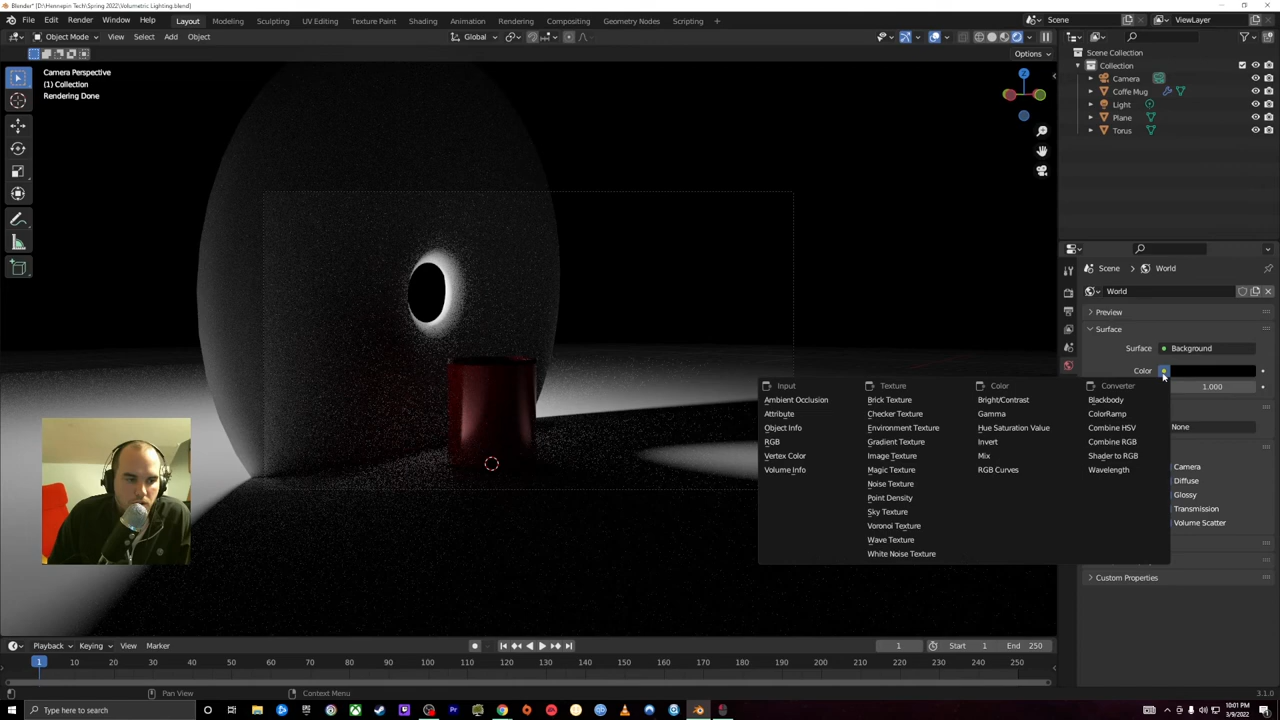 Blender* [D:\Hennepin Tech\Spring 2022\Volumetric Lighting.blend]
File Edit Render Window Help Layout Modeling Sculpting UV Editing Texture Paint Shading Animation Rendering Compositing Geometry Nodes Scripting + Scene ViewLayer
Object Mode View Select Add Object Global
Options
Camera Perspective
(1) Collection
Rendering Done
Z
Scene Collection
Collection
Camera
Coffe Mug
Light
Plane
Torus
Scene > World
World
Preview
Surface
Surface Background
Color
1.000
None
Camera
Diffuse
Glossy
Transmission
Volume Scatter
Custom Properties
Input Texture Color Converter
Ambient Occlusion Brick Texture Bright/Contrast Blackbody
Attribute Checker Texture Gamma ColorRamp
Object Info Environment Texture Hue Saturation Value Combine HSV
RGB Gradient Texture Invert Combine RGB
Vertex Color Image Texture Mix Shader to RGB
Volume Info Magic Texture RGB Curves Wavelength
Noise Texture
Point Density
Sky Texture
Voronoi Texture
Wave Texture
White Noise Texture
Playback Keying View Marker 1 Start 1 End 250
1 10 20 30 40 50 60 70 80 90 100 110 120 130 140 150 160 170 180 190 200 210 220 230 240 250
Pan View Context Menu 3.1.0
Type here to search
10:01 PM
3/9/2022